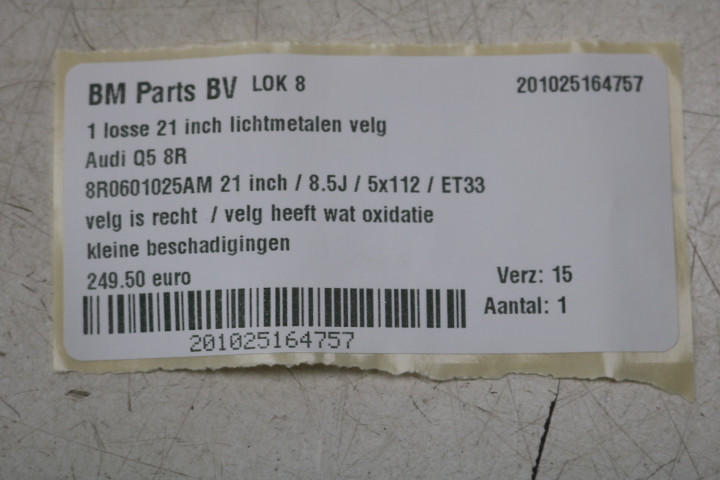 BM Parts BV LOK 8 201025164757
1 losse 21 inch lichtmetalen velg
Audi Q5 8R
8R0601025AM 21 inch / 8.5J / 5x112 / ET33
velg is recht / velg heeft wat oxidatie
kleine beschadigingen
249.50 euro Verz: 15
Aantal: 1
201025164757